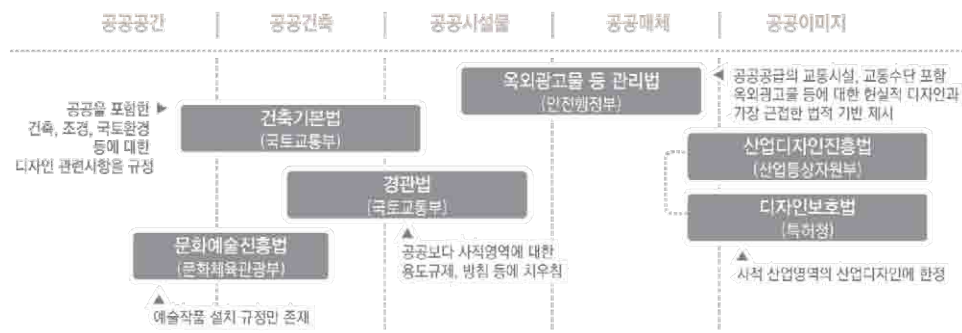 공공공간 공공건축 공공시설물 공공매체 공공이미지
옥외광고물 등 관리법
(안전행정부)
공공공급의 교통시설, 교통수단 포함
옥외광고물 등에 대한 현실적 디자인과
가장 근접한 법적 기반 제시
공공을 포함한
건축, 조경, 국토환경
등에 대한
디자인 관련사항을 규정
건축기본법
(국토교통부)
산업디자인진흥법
(산업통상자원부)
경관법
(국토교통부)
디자인보호법
(특허청)
문화예술진흥법
(문화체육관광부)
공공보다 사적영역에 대한
용도규제, 방침 등에 치우침
사적 산업영역의 산업디자인에 한정
예술작품 설치 규정만 존재